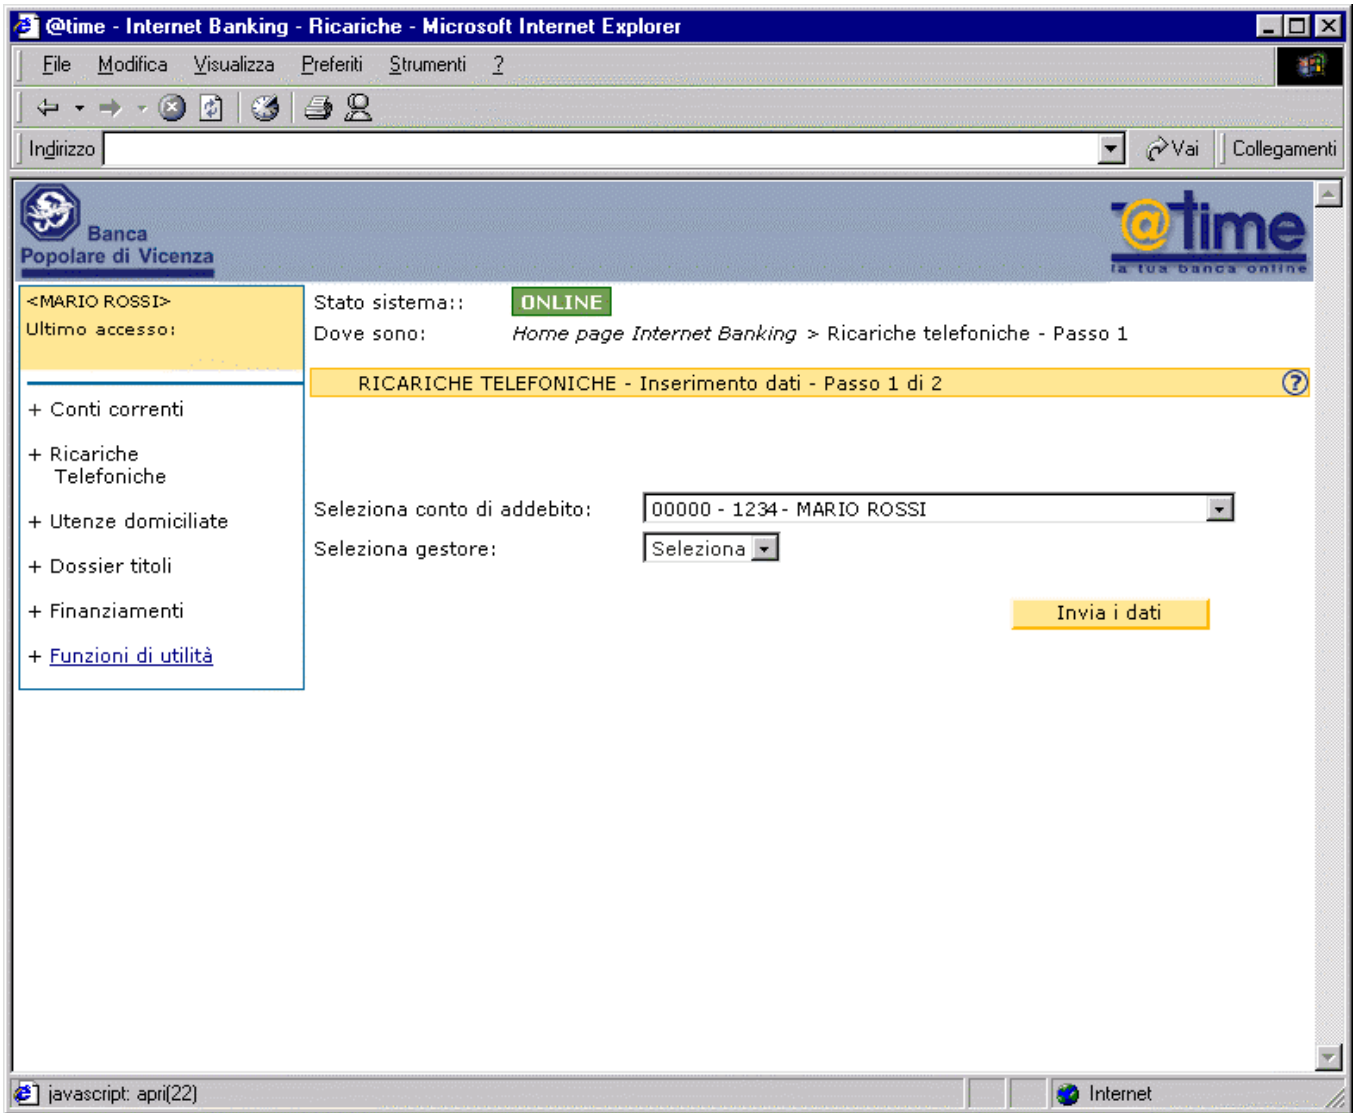 @time - Internet Banking - Ricariche - Microsoft Internet Explorer
File Modifica Visualizza Preferiti Strumenti ?
Indirizzo Vai Collegamenti
Banca
Popolare di Vicenza
@time
la tua banca online
<MARIO ROSSI>
Ultimo accesso:
+ Conti correnti
+ Ricariche
Telefoniche
+ Utenze domiciliate
+ Dossier titoli
+ Finanziamenti
+ Funzioni di utilità
Stato sistema:: ONLINE
Dove sono: Home page Internet Banking > Ricariche telefoniche - Passo 1
RICARICHE TELEFONICHE - Inserimento dati - Passo 1 di 2 ?
Seleziona conto di addebito: 00000 - 1234- MARIO ROSSI
Seleziona gestore: Seleziona
Invia i dati
javascript: apri(22) Internet